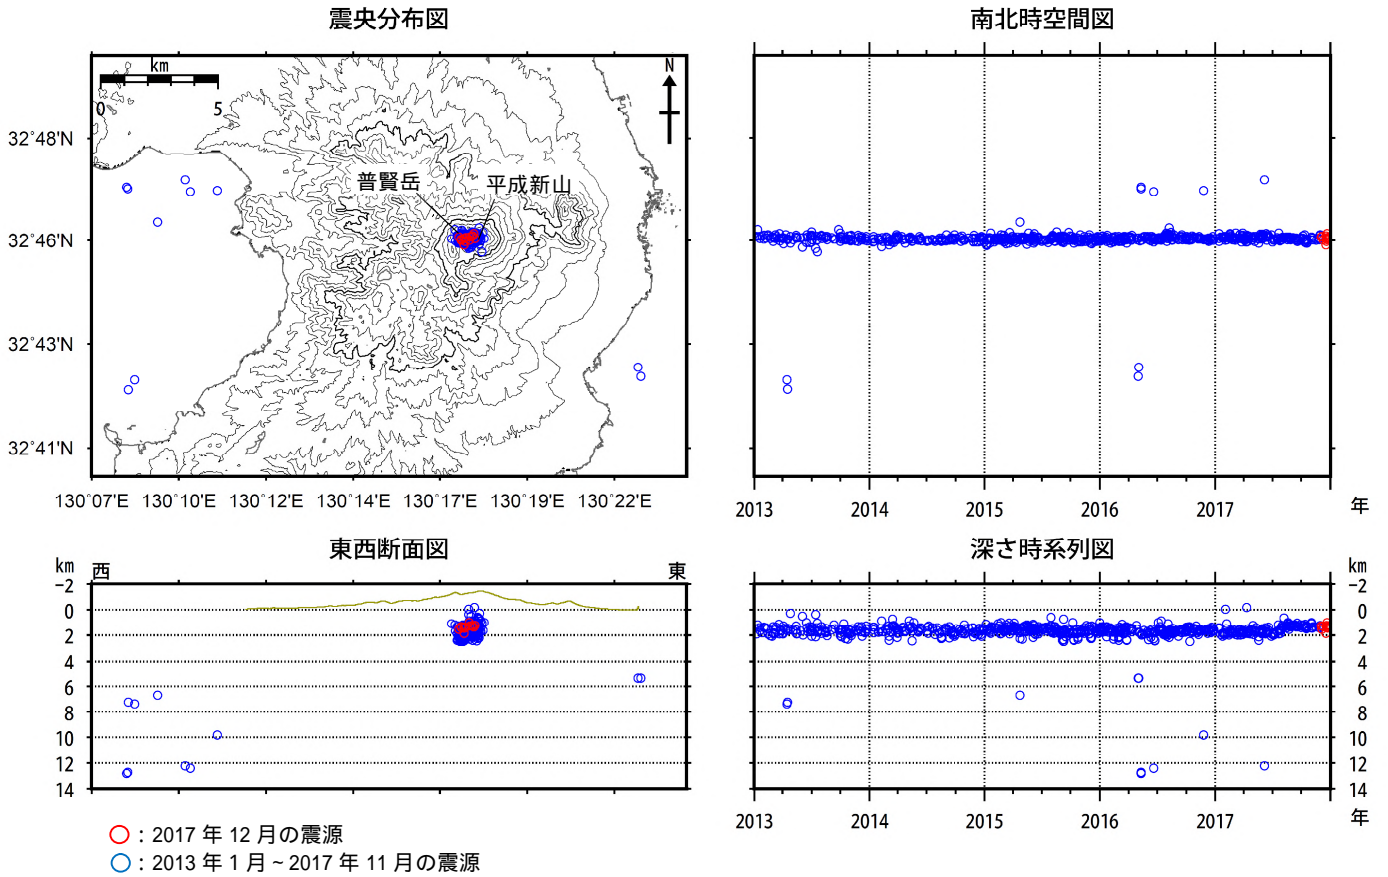 震央分布図
km
0 5
N
32°48'N
32°46'N
32°43'N
32°41'N
普賢岳
平成新山
130°07'E 130°10'E 130°12'E 130°14'E 130°17'E 130°19'E 130°22'E
南北時空間図
2013 2014 2015 2016 2017 年
東西断面図
km 西 東
-2
0
2
4
6
8
10
12
14
深さ時系列図
km
-2
0
2
4
6
8
10
12
14
2013 2014 2015 2016 2017 年
○:2017 年 12 月の震源
○:2013 年 1 月~2017 年 11 月の震源